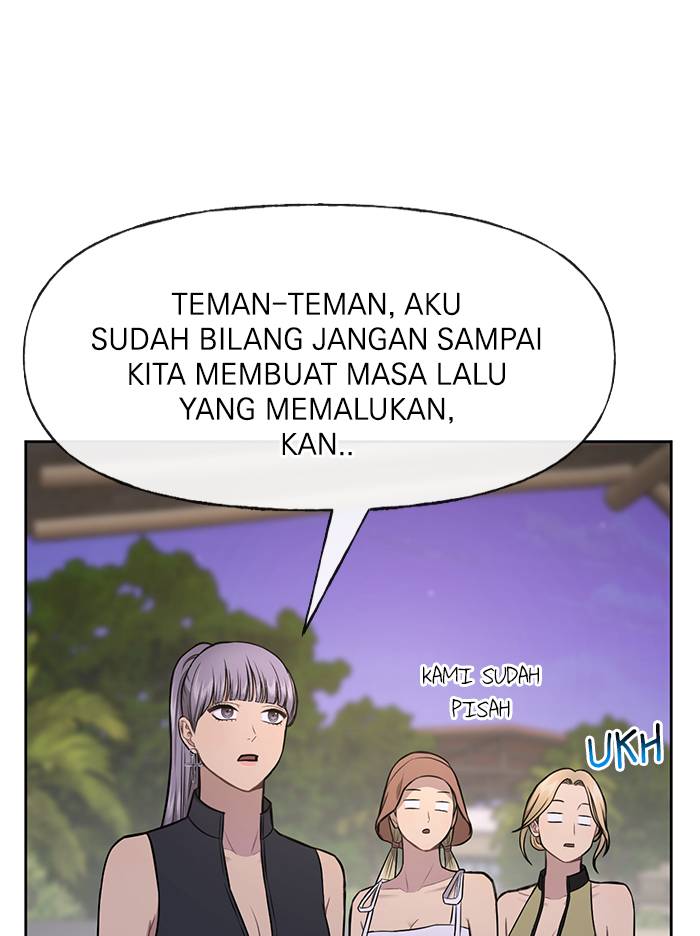 TEMAN-TEMAN, AKU
SUDAH BILANG JANGAN SAMPAI
KITA MEMBUAT MASA LALU
YANG MEMALUKAN,
KAN..
KAMI SUDAH
PISAH
UKH